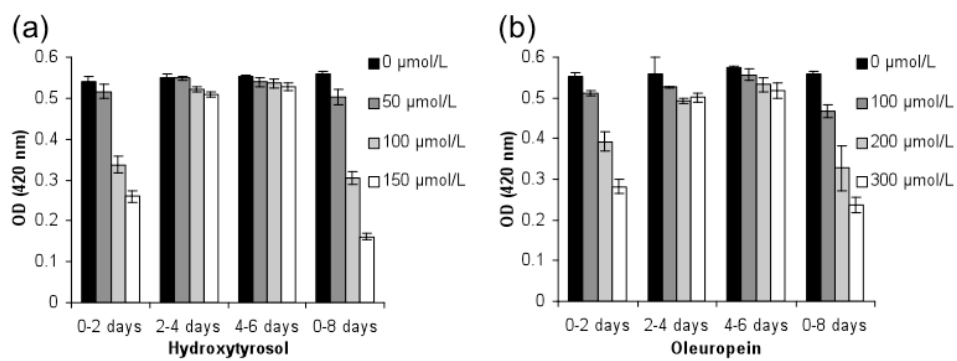 (a)
0.6
0.5
0.4
0.3
0.2
0.1
0
OD (420 nm)
0-2 days
2-4 days
4-6 days
0-8 days
Hydroxytyrosol
0 µmol/L
50 µmol/L
100 µmol/L
150 µmol/L
(b)
0.6
0.5
0.4
0.3
0.2
0.1
0
OD (420 nm)
0-2 days
2-4 days
4-6 days
0-8 days
Oleuropein
0 µmol/L
100 µmol/L
200 µmol/L
300 µmol/L